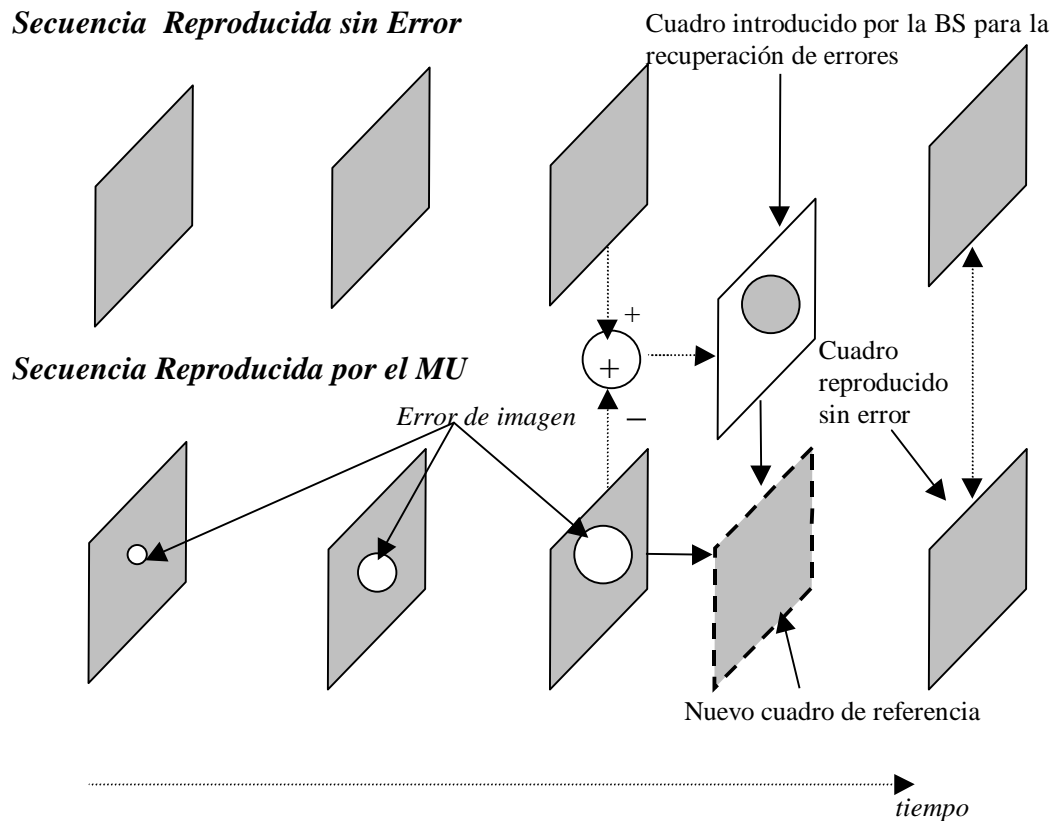 Secuencia Reproducida sin Error
Cuadro introducido por la BS para la
recuperación de errores
+
+
Secuencia Reproducida por el MU
Cuadro
reproducido
sin error
Error de imagen
–
Nuevo cuadro de referencia
tiempo